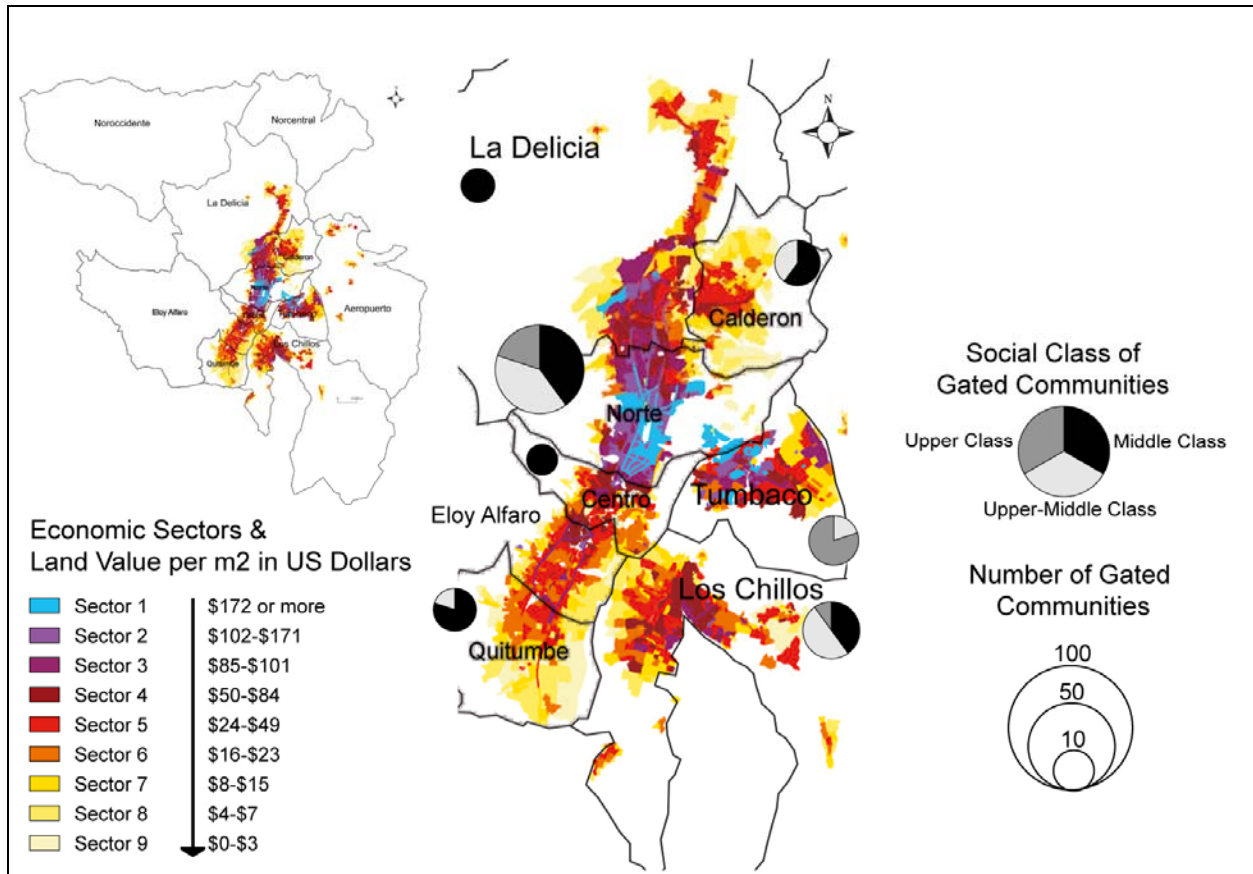 Noroccidente
Norcentral
La Delicia
Calderon
Norte
Eloy Alfaro
Aeropuerto
Los Chillos
Quitumbe
N
La Delicia
Calderon
Norte
Centro
Tumbaco
Eloy Alfaro
Los Chillos
Quitumbe
Social Class of
Gated Communities
Upper Class
Middle Class
Upper-Middle Class
Number of Gated
Communities
100
50
10
Economic Sectors &
Land Value per m2 in US Dollars
Sector 1 $172 or more
Sector 2 $102-$171
Sector 3 $85-$101
Sector 4 $50-$84
Sector 5 $24-$49
Sector 6 $16-$23
Sector 7 $8-$15
Sector 8 $4-$7
Sector 9 $0-$3